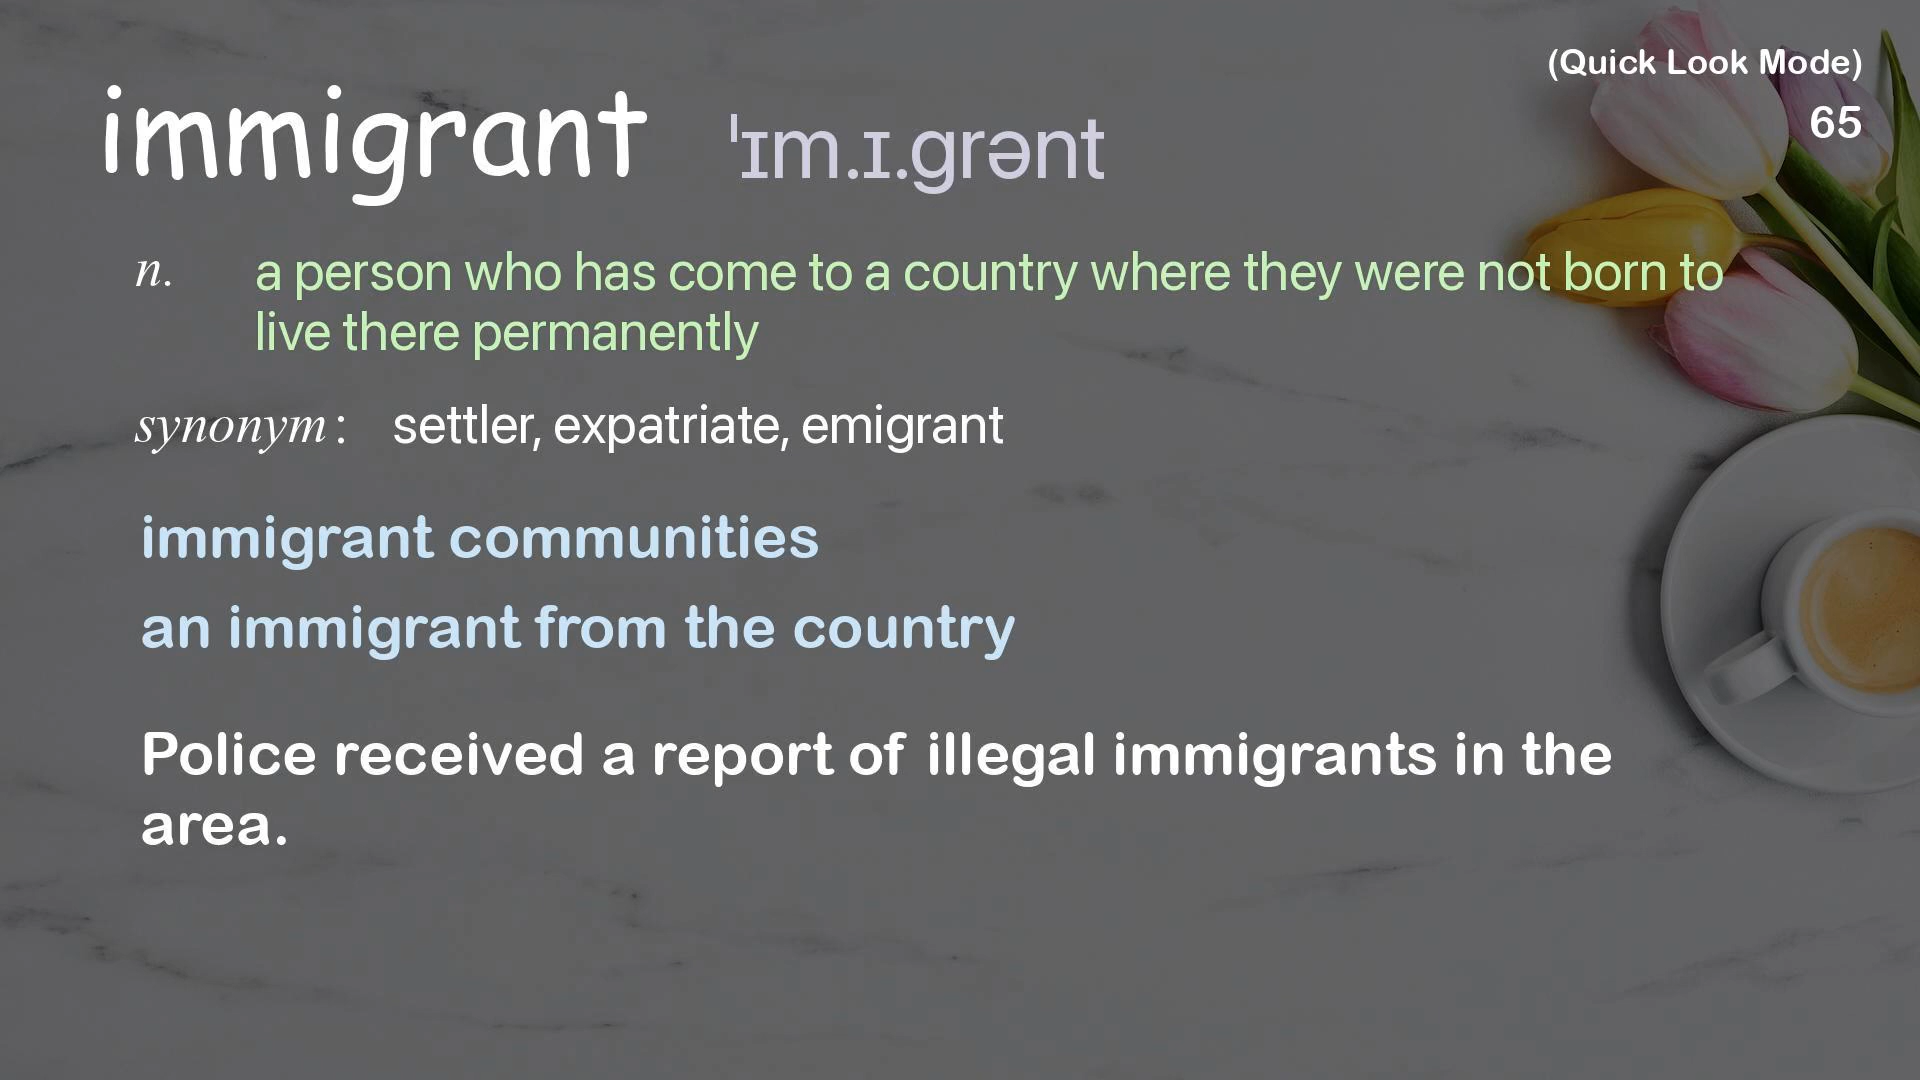 (Quick Look Mode)
65
immigrant ˈɪm.ɪ.grənt
n. a person who has come to a country where they were not born to
live there permanently
synonym: settler, expatriate, emigrant
immigrant communities
an immigrant from the country
Police received a report of illegal immigrants in the
area.